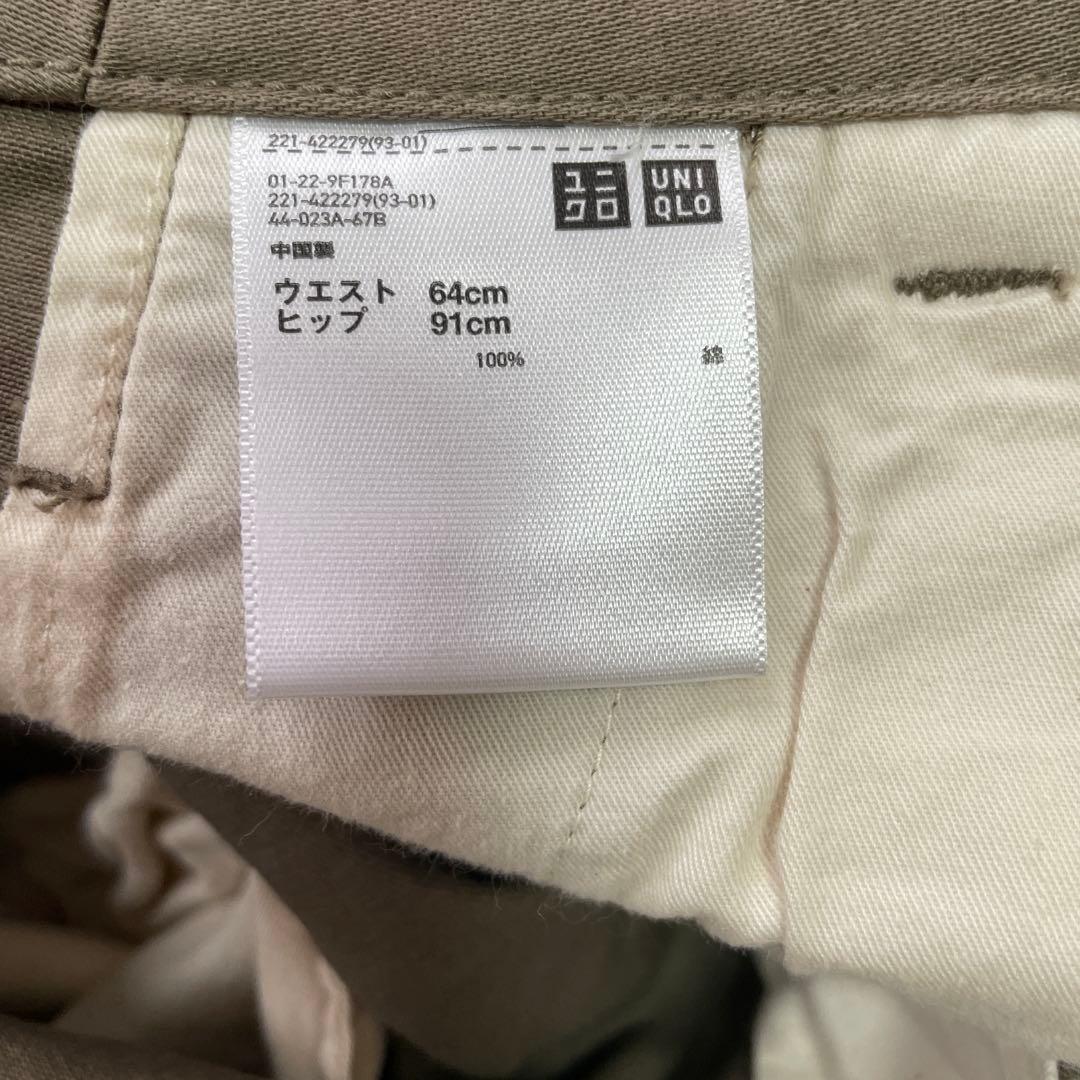 221-422279(93-01)
01-22-9F178A
221-422279(93-01)
44-023A-67B
中国製
ユニ
クロ
UNI
QLO
ウエスト 64cm
ヒップ 91cm
100% 綿